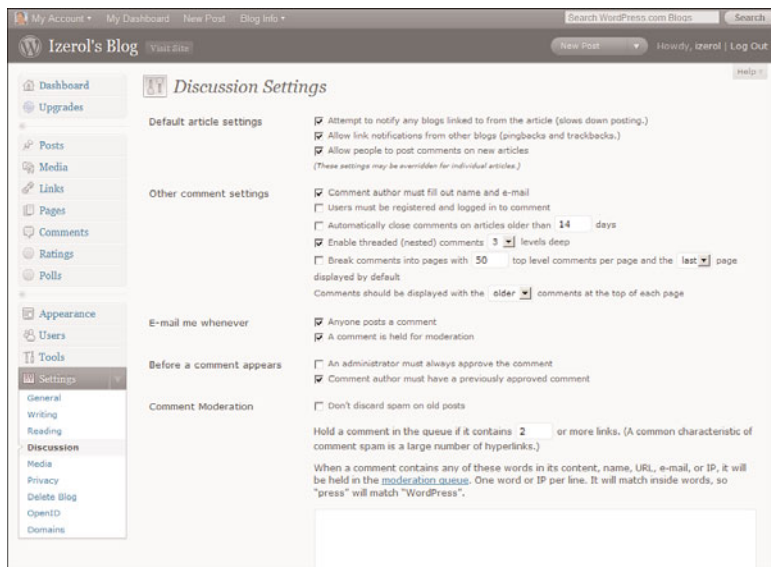 My Account My Dashboard New Post Blog Info Search WordPress.com Blogs Search
Izerol's Blog Visit Site New Post Howdy, izerol | Log Out
Help
Dashboard
Upgrades
Posts
Media
Links
Pages
Comments
Ratings
Polls
Appearance
Users
Tools
Settings
General
Writing
Reading
Discussion
Media
Privacy
Delete Blog
OpenID
Domains
Discussion Settings
Default article settings
Attempt to notify any blogs linked to from the article (slows down posting.)
Allow link notifications from other blogs (pingbacks and trackbacks.)
Allow people to post comments on new articles
(These settings may be overridden for individual articles.)
Other comment settings
Comment author must fill out name and e-mail
Users must be registered and logged in to comment
Automatically close comments on articles older than 14 days
Enable threaded (nested) comments 3 levels deep
Break comments into pages with 50 top level comments per page and the last page
displayed by default
Comments should be displayed with the older comments at the top of each page
E-mail me whenever
Anyone posts a comment
A comment is held for moderation
Before a comment appears
An administrator must always approve the comment
Comment author must have a previously approved comment
Comment Moderation
Don't discard spam on old posts
Hold a comment in the queue if it contains 2 or more links. (A common characteristic of
comment spam is a large number of hyperlinks.)
When a comment contains any of these words in its content, name, URL, e-mail, or IP, it will
be held in the moderation queue. One word or IP per line. It will match inside words, so
"press" will match "WordPress".